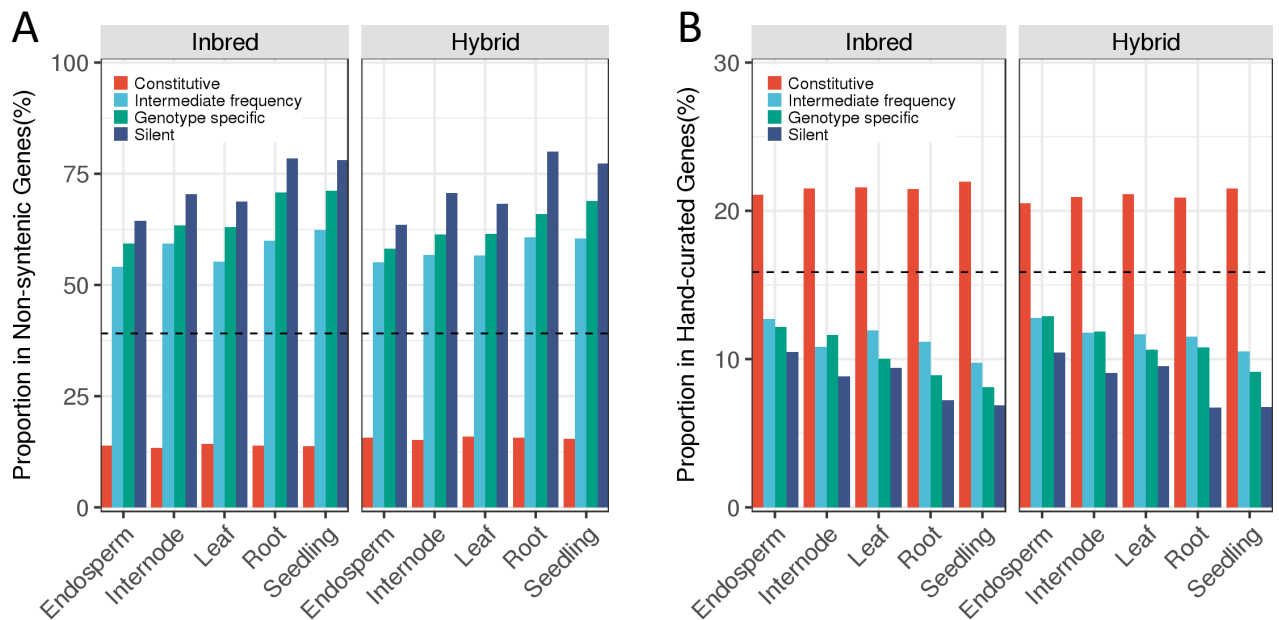 A
Inbred
Hybrid
Proportion in Non-syntenic Genes(%)
100
75
50
25
0
Constitutive
Intermediate frequency
Genotype specific
Silent
Endosperm
Internode
Leaf
Root
Seedling
Endosperm
Internode
Leaf
Root
Seedling
B
Inbred
Hybrid
Proportion in Hand-curated Genes(%)
30
20
10
0
Constitutive
Intermediate frequency
Genotype specific
Silent
Endosperm
Internode
Leaf
Root
Seedling
Endosperm
Internode
Leaf
Root
Seedling